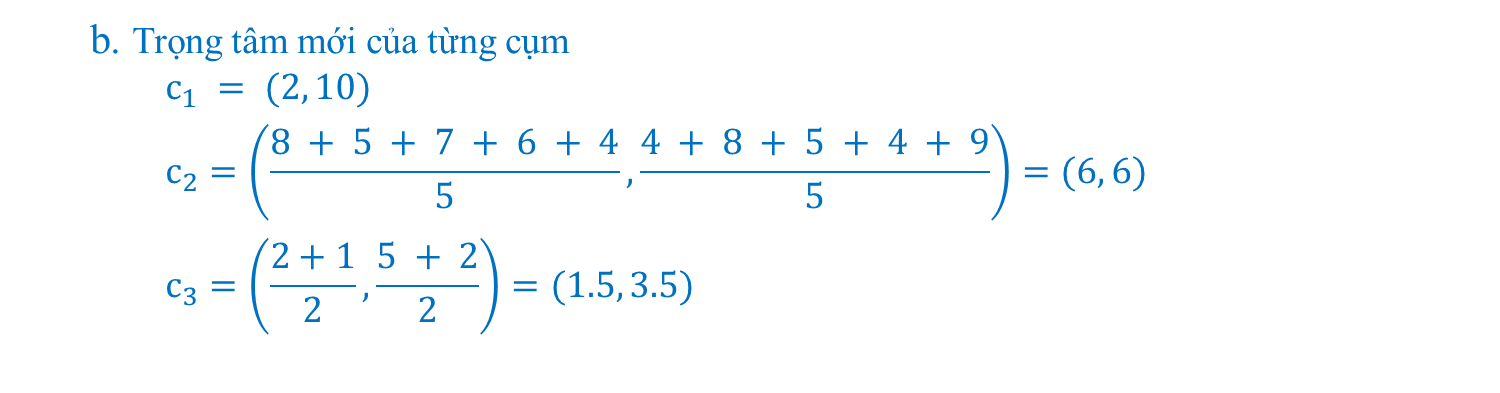 b. Trọng tâm mới của từng cụm
c₁ = (2, 10)
c₂ = ((8 + 5 + 7 + 6 + 4)/5, (4 + 8 + 5 + 4 + 9)/5) = (6, 6)
c₃ = ((2 + 1)/2, (5 + 2)/2) = (1.5, 3.5)